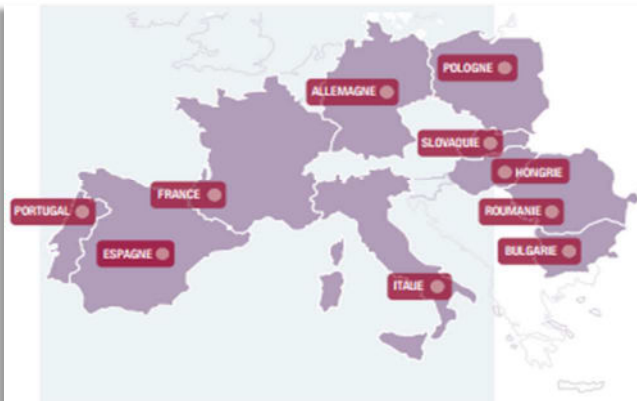 POLOGNE
ALLEMAGNE
SLOVAQUIE
HONGRIE
FRANCE
PORTUGAL
ROUMANIE
ESPAGNE
BULGARIE
ITALIE